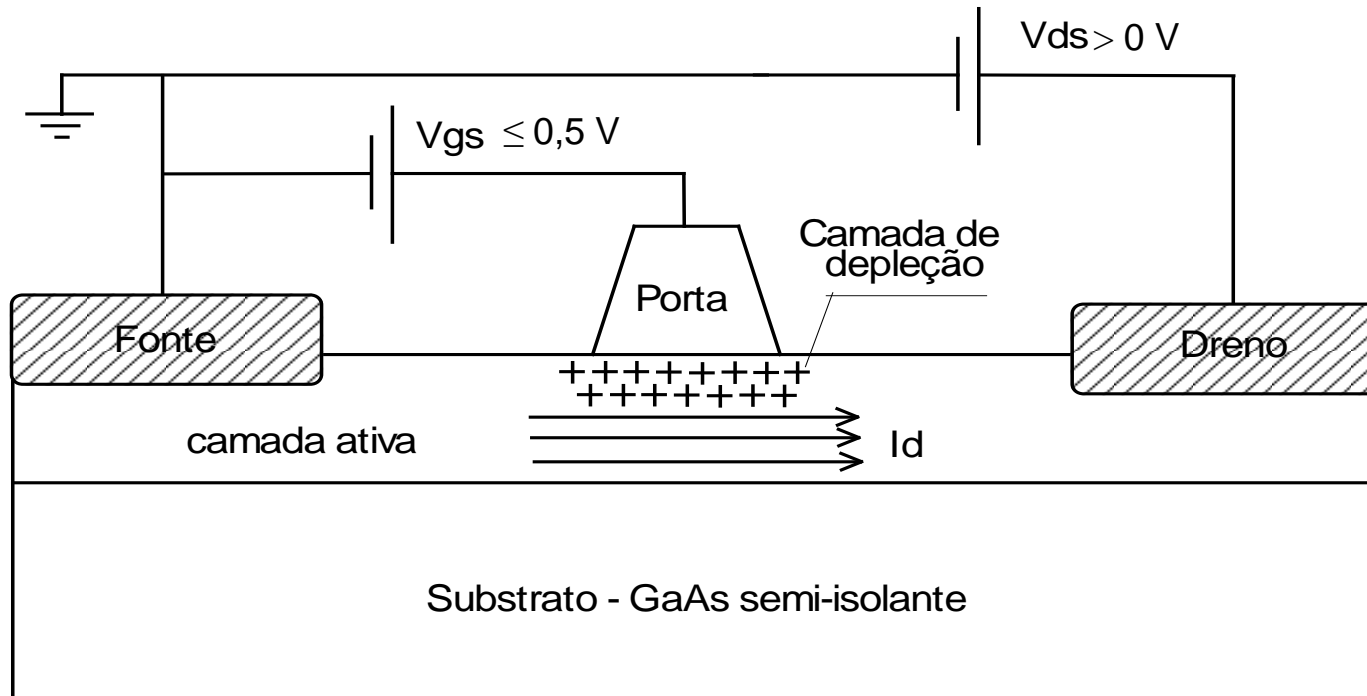 Vds > 0 V
Vgs ≤ 0,5 V
Camada de
depleção
Porta
Fonte
Dreno
+ + + + + + + +
+ + + + + +
camada ativa
Id
Substrato - GaAs semi-isolante